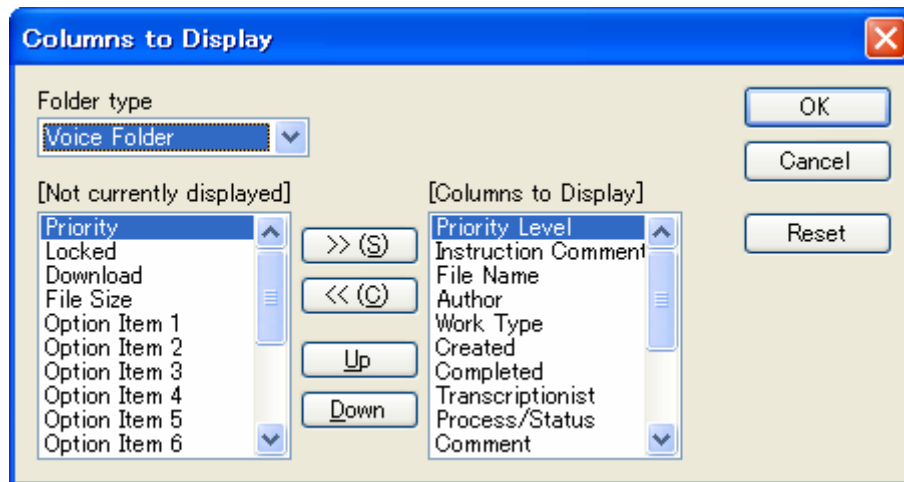 Columns to Display
Folder type
Voice Folder
OK
Cancel
Reset
[Not currently displayed]
Priority
Locked
Download
File Size
Option Item 1
Option Item 2
Option Item 3
Option Item 4
Option Item 5
Option Item 6
>> (S)
<< (C)
Up
Down
[Columns to Display]
Priority Level
Instruction Comment
File Name
Author
Work Type
Created
Completed
Transcriptionist
Process/Status
Comment